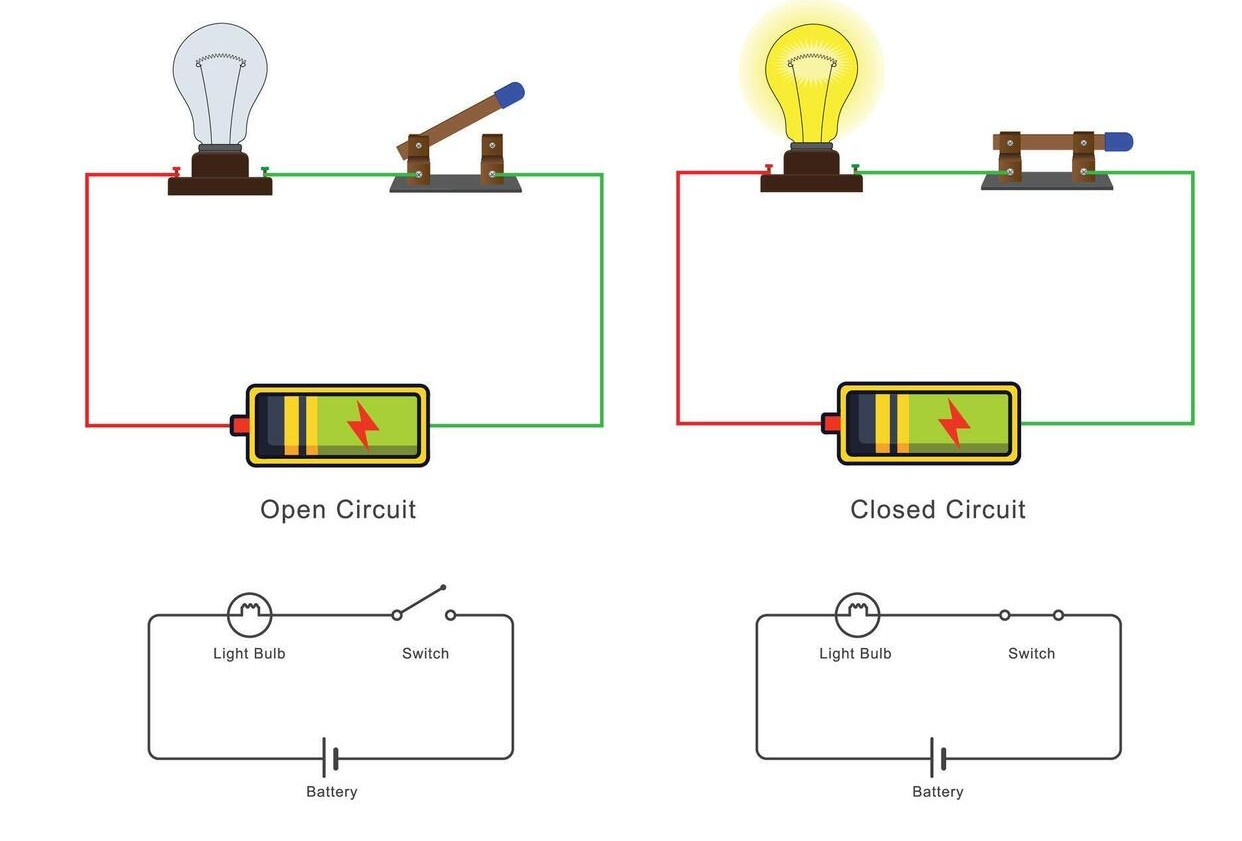 Open Circuit
Closed Circuit
Light Bulb
Switch
Light Bulb
Switch
Battery
Battery